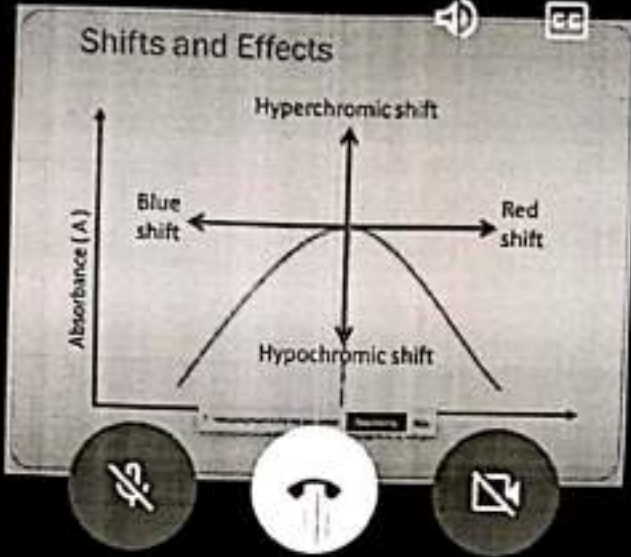 CC
Shifts and Effects
Hyperchromic shift
Blue
shift
Red
shift
Absorbance ( A )
Hypochromic shift